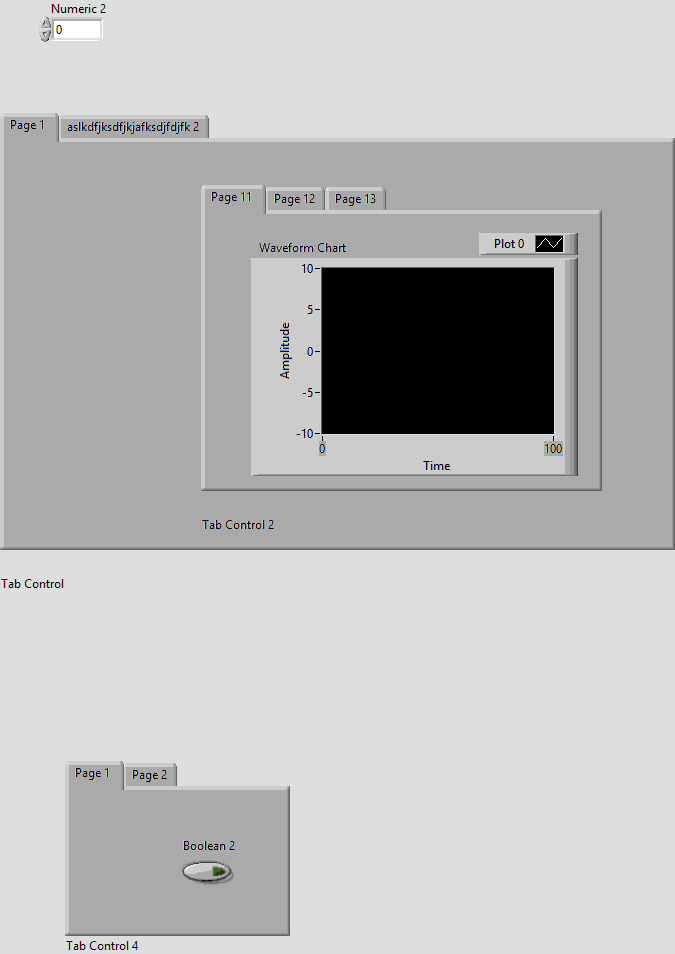 Numeric 2
0
Page 1
aslkdfjksdfjkjafksdjfdjfk 2
Page 11
Page 12
Page 13
Waveform Chart
Plot 0
10
5
0
-5
-10
Amplitude
0
100
Time
Tab Control 2
Tab Control
Page 1
Page 2
Boolean 2
Tab Control 4